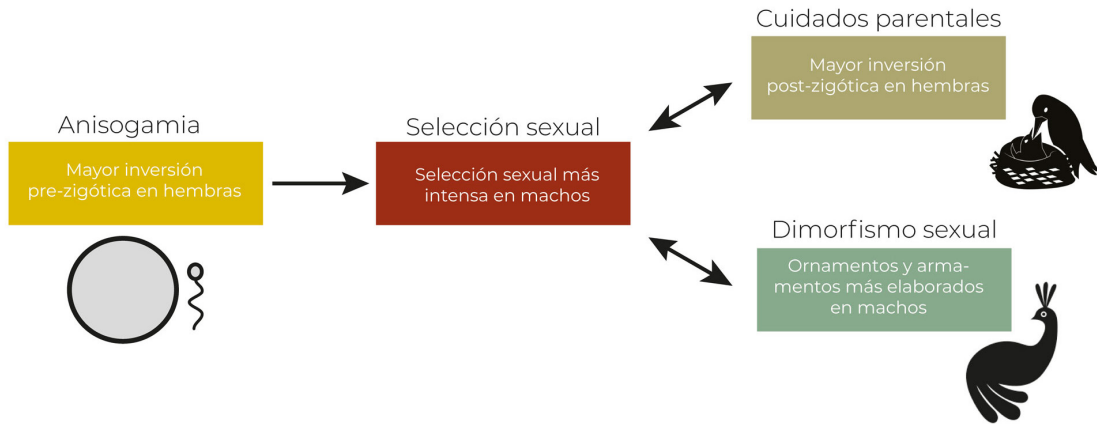 Anisogamia
Mayor inversión
pre-zigótica en hembras
Selección sexual
Selección sexual más
intensa en machos
Cuidados parentales
Mayor inversión
post-zigótica en hembras
Dimorfismo sexual
Ornamentos y arma-
mentos más elaborados
en machos